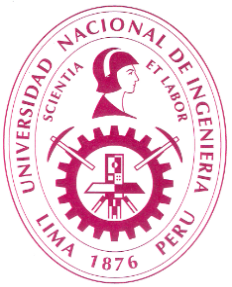 UNIVERSIDAD NACIONAL DE INGENIERIA
SCIENTIA ET LABOR
LIMA 1876 PERU